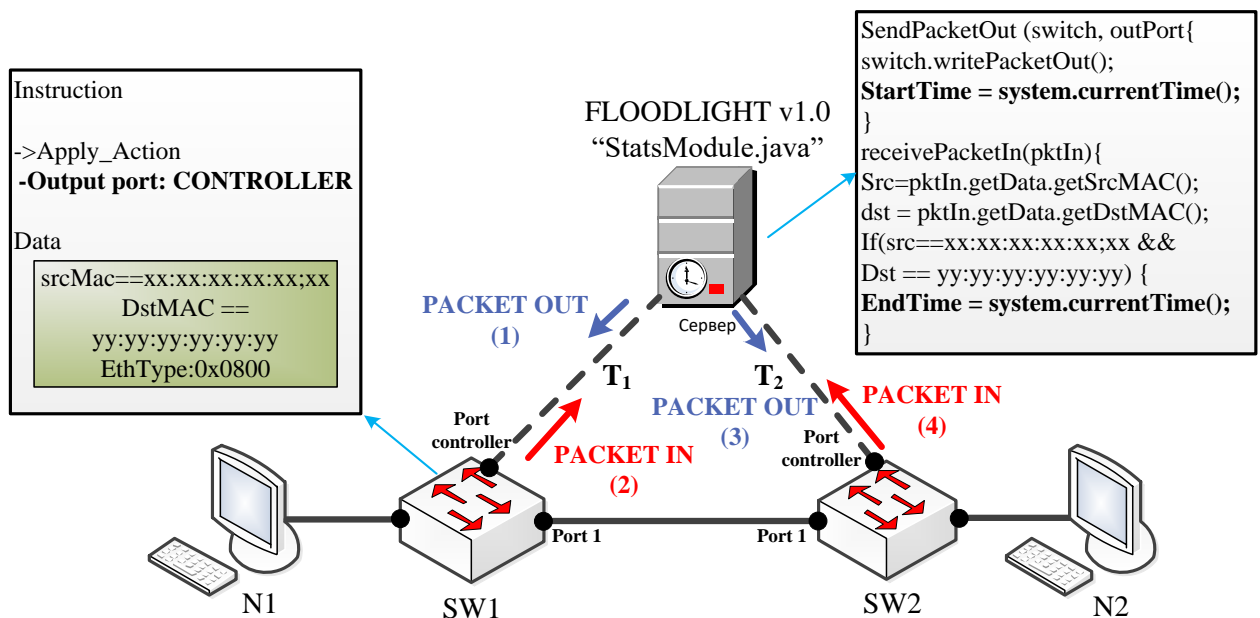 Instruction
->Apply_Action
-Output port: CONTROLLER
Data
srcMac==xx:xx:xx:xx:xx;xx
DstMAC ==
yy:yy:yy:yy:yy:yy
EthType:0x0800
FLOODLIGHT v1.0
“StatsModule.java”
Сервер
SendPacketOut (switch, outPort{
switch.writePacketOut();
StartTime = system.currentTime();
}
receivePacketIn(pktIn){
Src=pktIn.getData.getSrcMAC();
dst = pktIn.getData.getDstMAC();
If(src==xx:xx:xx:xx:xx;xx &&
Dst == yy:yy:yy:yy:yy:yy) {
EndTime = system.currentTime();
}
PACKET OUT
(1)
T1
T2
PACKET OUT
(3)
PACKET IN
(4)
Port
controller
PACKET IN
(2)
Port
controller
Port 1
Port 1
N1
SW1
SW2
N2